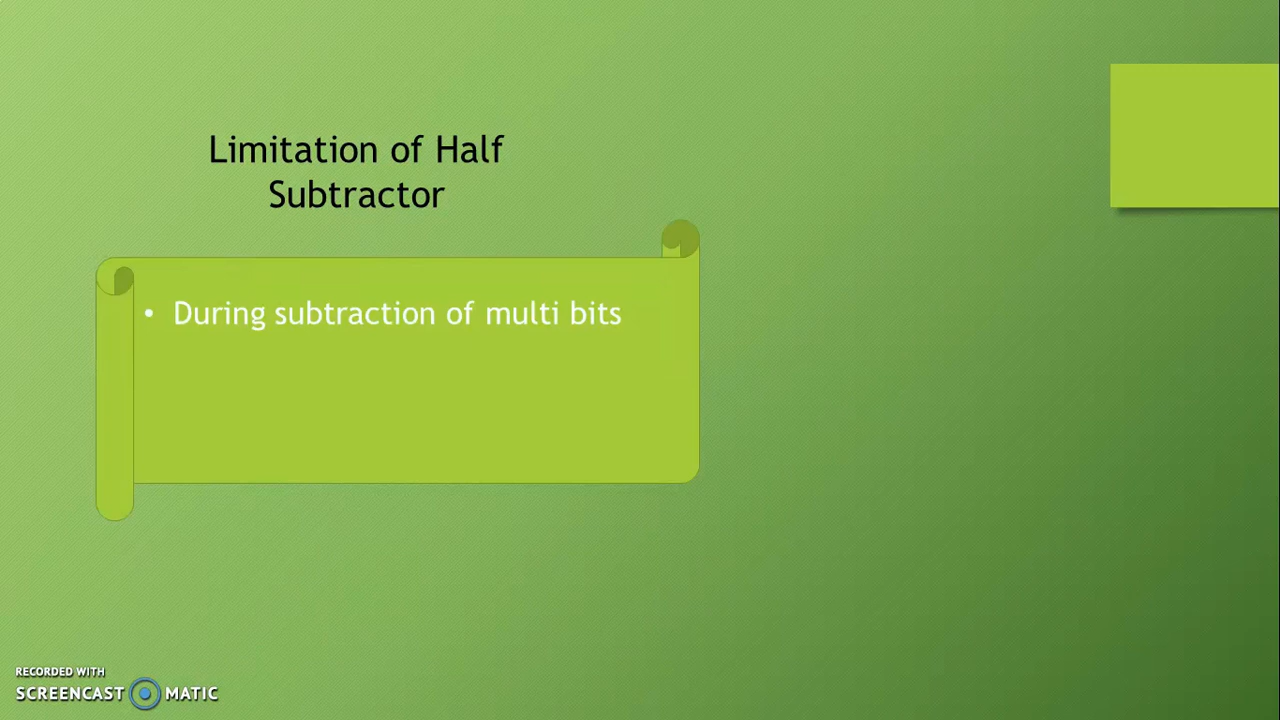 Limitation of Half
Subtractor
• During subtraction of multi bits
RECORDED WITH
SCREENCAST MATIC